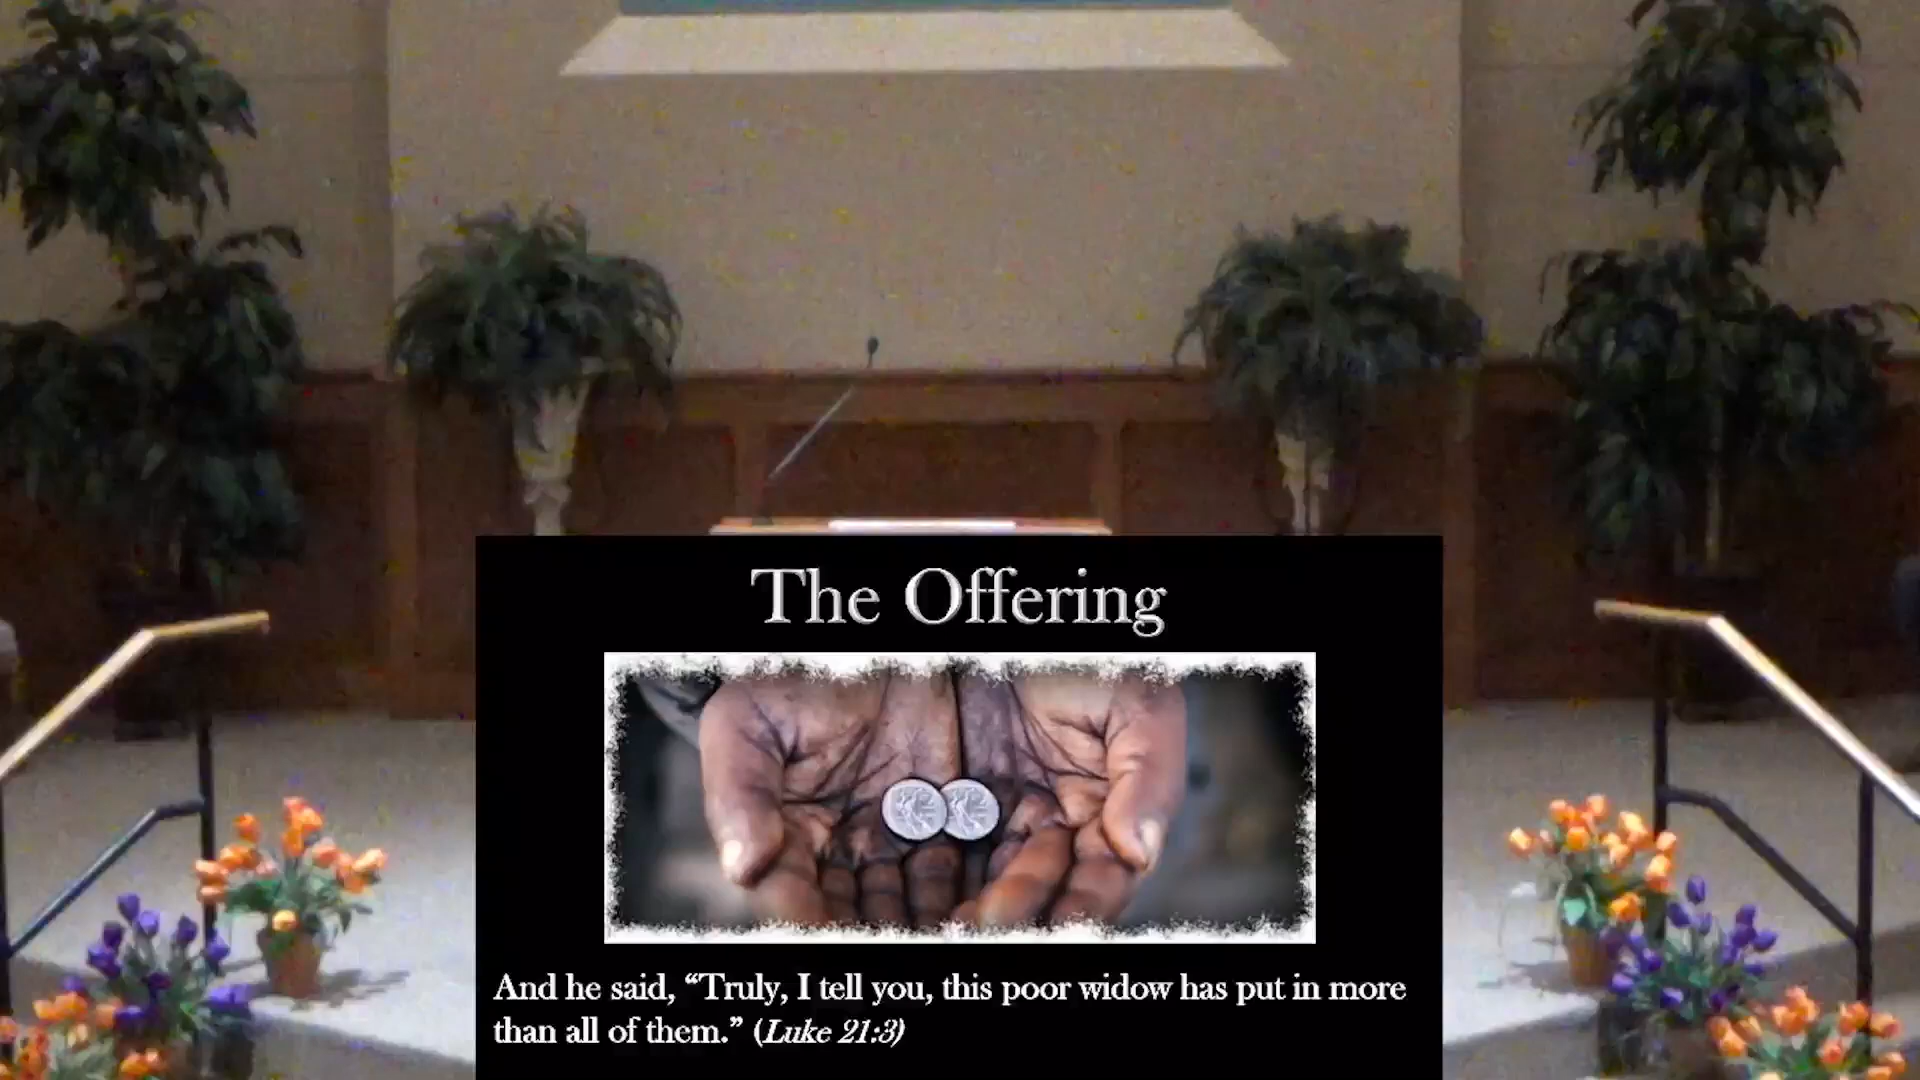 The Offering
And he said, “Truly, I tell you, this poor widow has put in more
than all of them.” (Luke 21:3)